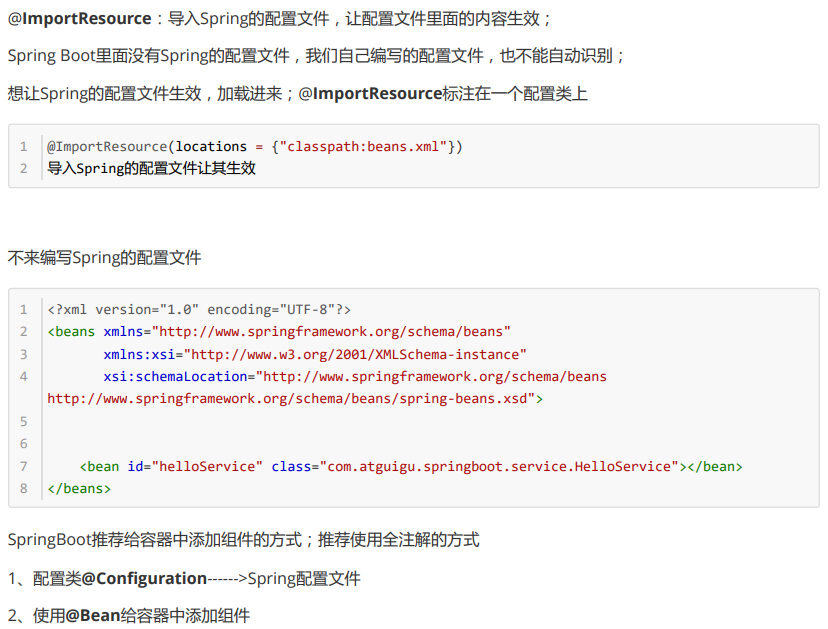 @ImportResource：导入Spring的配置文件，让配置文件里面的内容生效；
Spring Boot里面没有Spring的配置文件，我们自己编写的配置文件，也不能自动识别；
想让Spring的配置文件生效，加载进来；@ImportResource标注在一个配置类上
1 @ImportResource(locations = {"classpath:beans.xml"})
2 导入Spring的配置文件让其生效
不来编写Spring的配置文件
1 <?xml version="1.0" encoding="UTF-8"?>
2 <beans xmlns="http://www.springframework.org/schema/beans"
3        xmlns:xsi="http://www.w3.org/2001/XMLSchema-instance"
4        xsi:schemaLocation="http://www.springframework.org/schema/beans
http://www.springframework.org/schema/beans/spring-beans.xsd">
5
6
7     <bean id="helloService" class="com.atguigu.springboot.service.HelloService"></bean>
8 </beans>
SpringBoot推荐给容器中添加组件的方式；推荐使用全注解的方式
1、配置类@Configuration------>Spring配置文件
2、使用@Bean给容器中添加组件